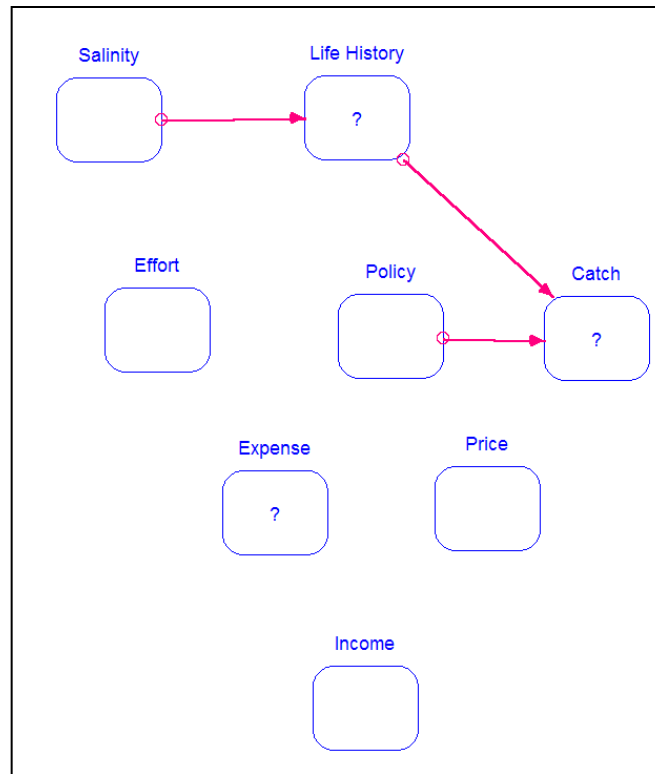 Salinity
Life History
?
Effort
Policy
Catch
?
Expense
Price
?
Income